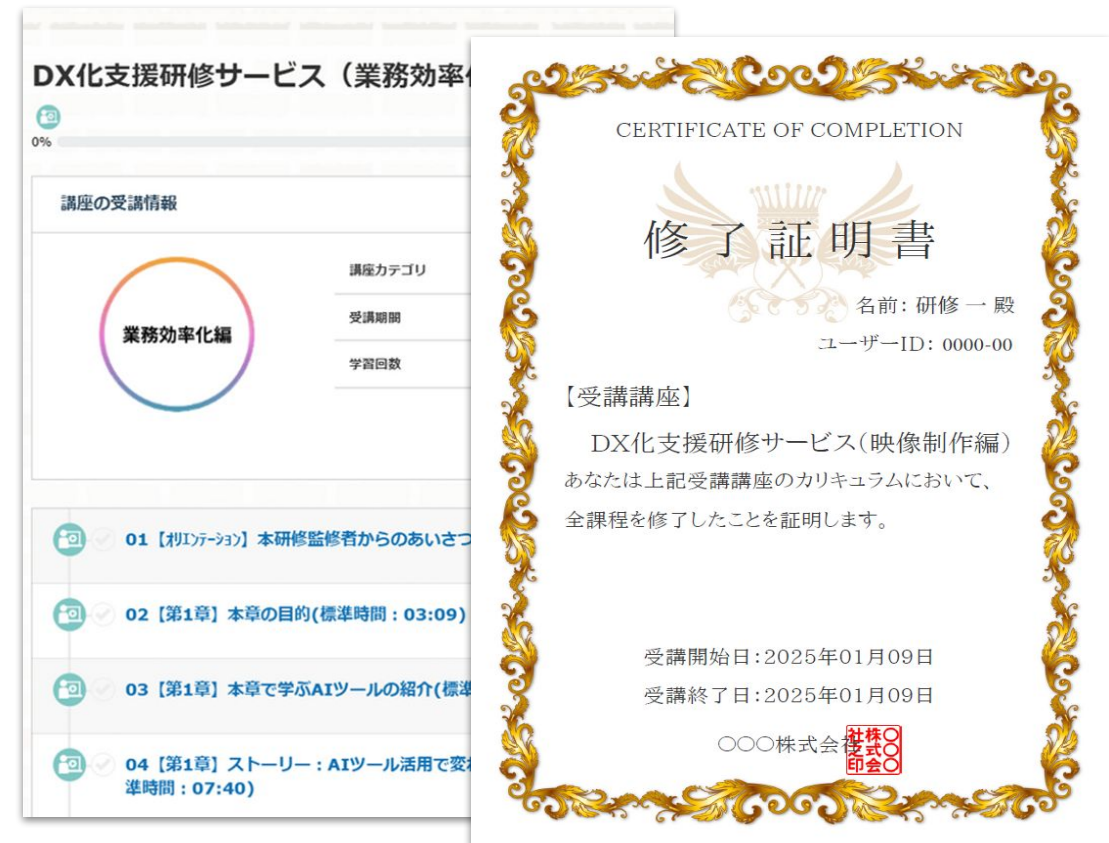 DX化支援研修サービス（業務効率
0%
講座の受講情報
業務効率化編
講座カテゴリ
受講期間
学習回数
01【ｵﾘｴﾝﾃｰｼｮﾝ】本研修監修者からのあいさつ
02【第1章】本章の目的(標準時間：03:09)
03【第1章】本章で学ぶAIツールの紹介(標準
04【第1章】ストーリー：AIツール活用で変
準時間：07:40)
CERTIFICATE OF COMPLETION
修了証明書
名前: 研修 一 殿
ユーザーID: 0000-00
【受講講座】
DX化支援研修サービス(映像制作編)
あなたは上記受講講座のカリキュラムにおいて、
全課程を修了したことを証明します。
受講開始日:2025年01月09日
受講終了日:2025年01月09日
○○○株式会社
○○○株式会社之印